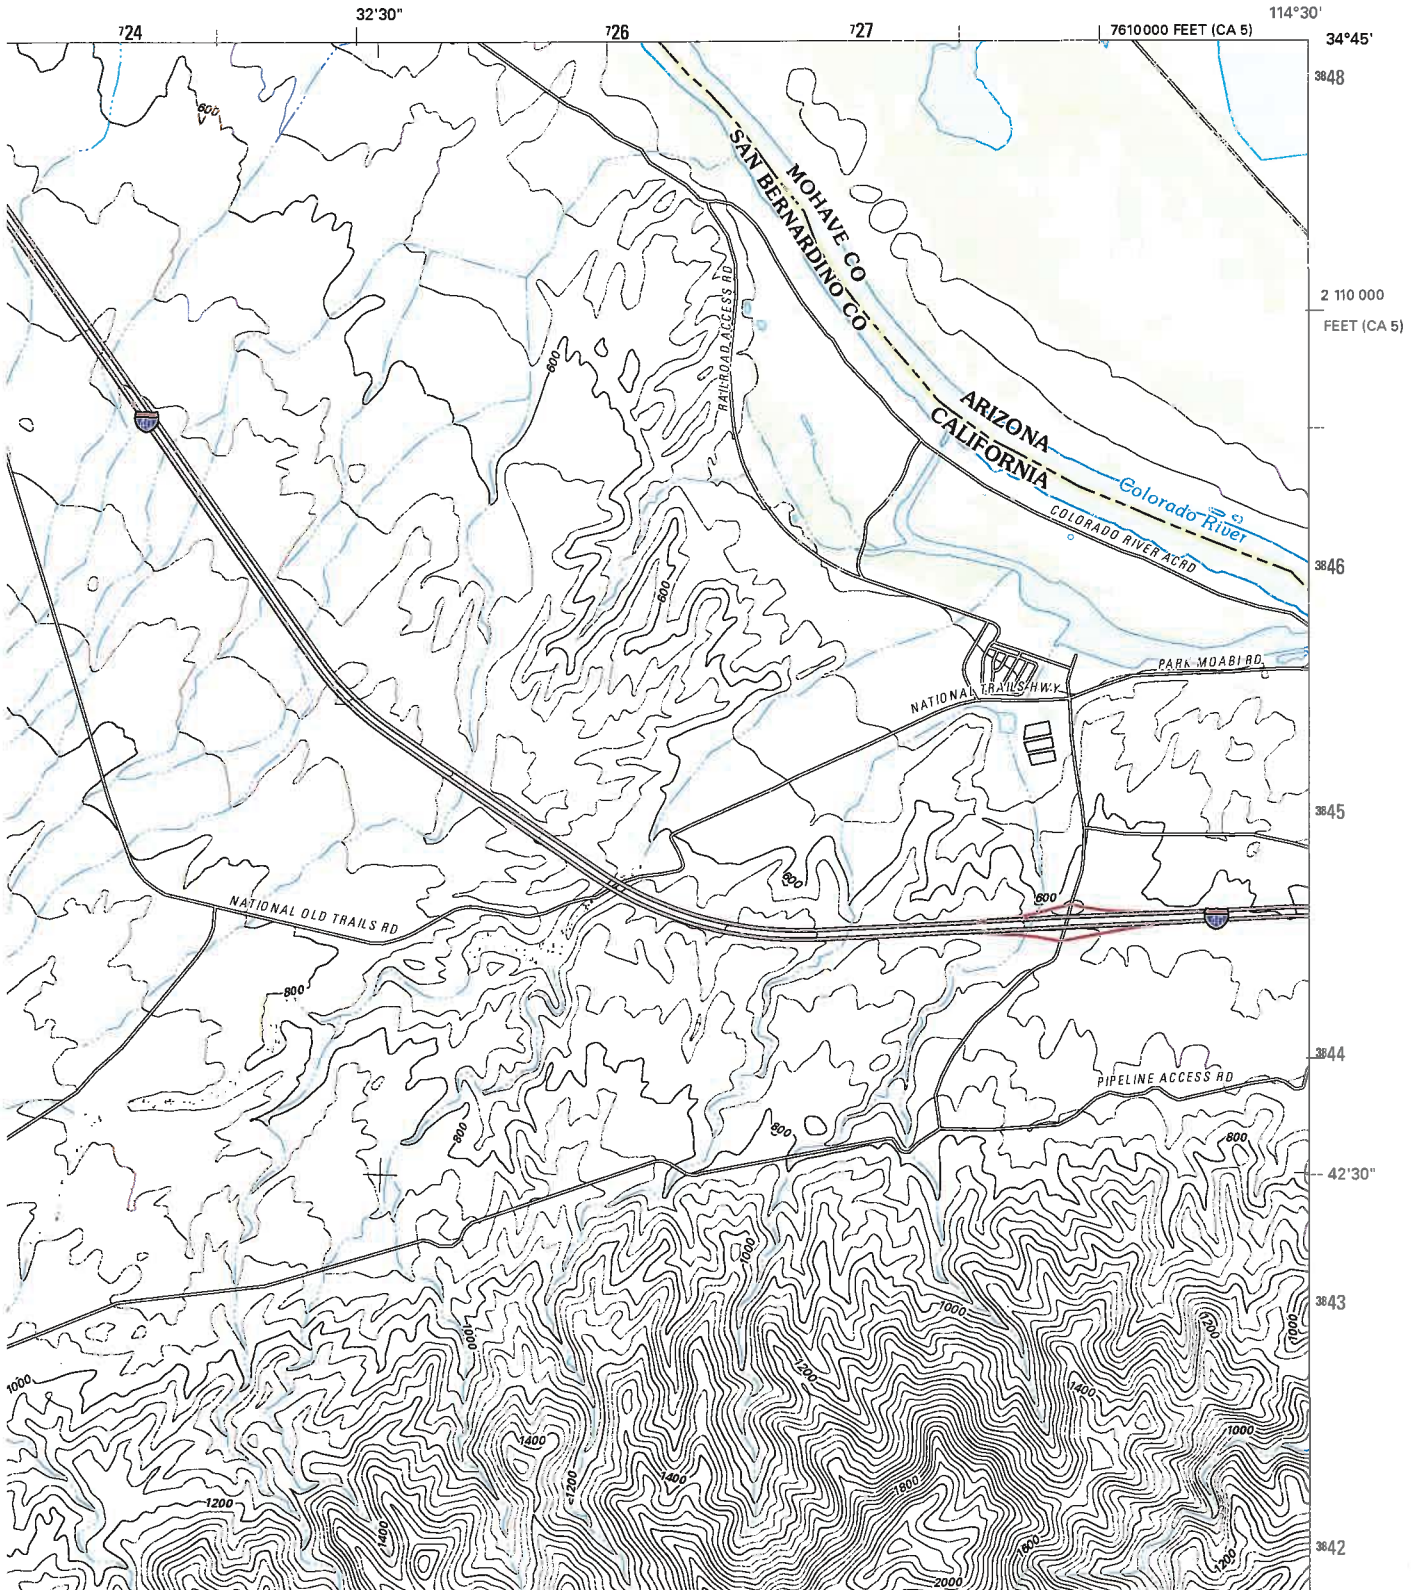 32'30"
114°30'
724
726
727
7610000 FEET (CA 5)
34°45'
3848
600
SAN BERNARDINO CO
MOHAVE CO
RAILROAD ACCESS RD
2 110 000
FEET (CA 5)
600
ARIZONA
CALIFORNIA
Colorado River
COLORADO RIVER ACRD
3846
600
PARK MOABI RD
NATIONAL TRAILS HWY
3845
600
600
NATIONAL OLD TRAILS RD
800
3844
PIPELINE ACCESS RD
800
800
800
42'30"
1000
1000
1000
3843
1200
1000
1000
1200
1400
1400
1000
1200
1400
1800
1200
1400
1600
1200
3842
2000